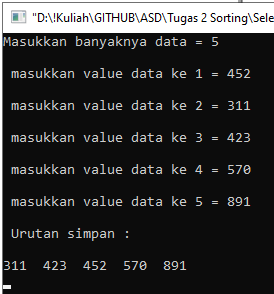 "D:\!Kuliah\GITHUB\ASD\Tugas 2 Sorting\Sele
Masukkan banyaknya data = 5
masukkan value data ke 1 = 452
masukkan value data ke 2 = 311
masukkan value data ke 3 = 423
masukkan value data ke 4 = 570
masukkan value data ke 5 = 891
Urutan simpan :
311 423 452 570 891